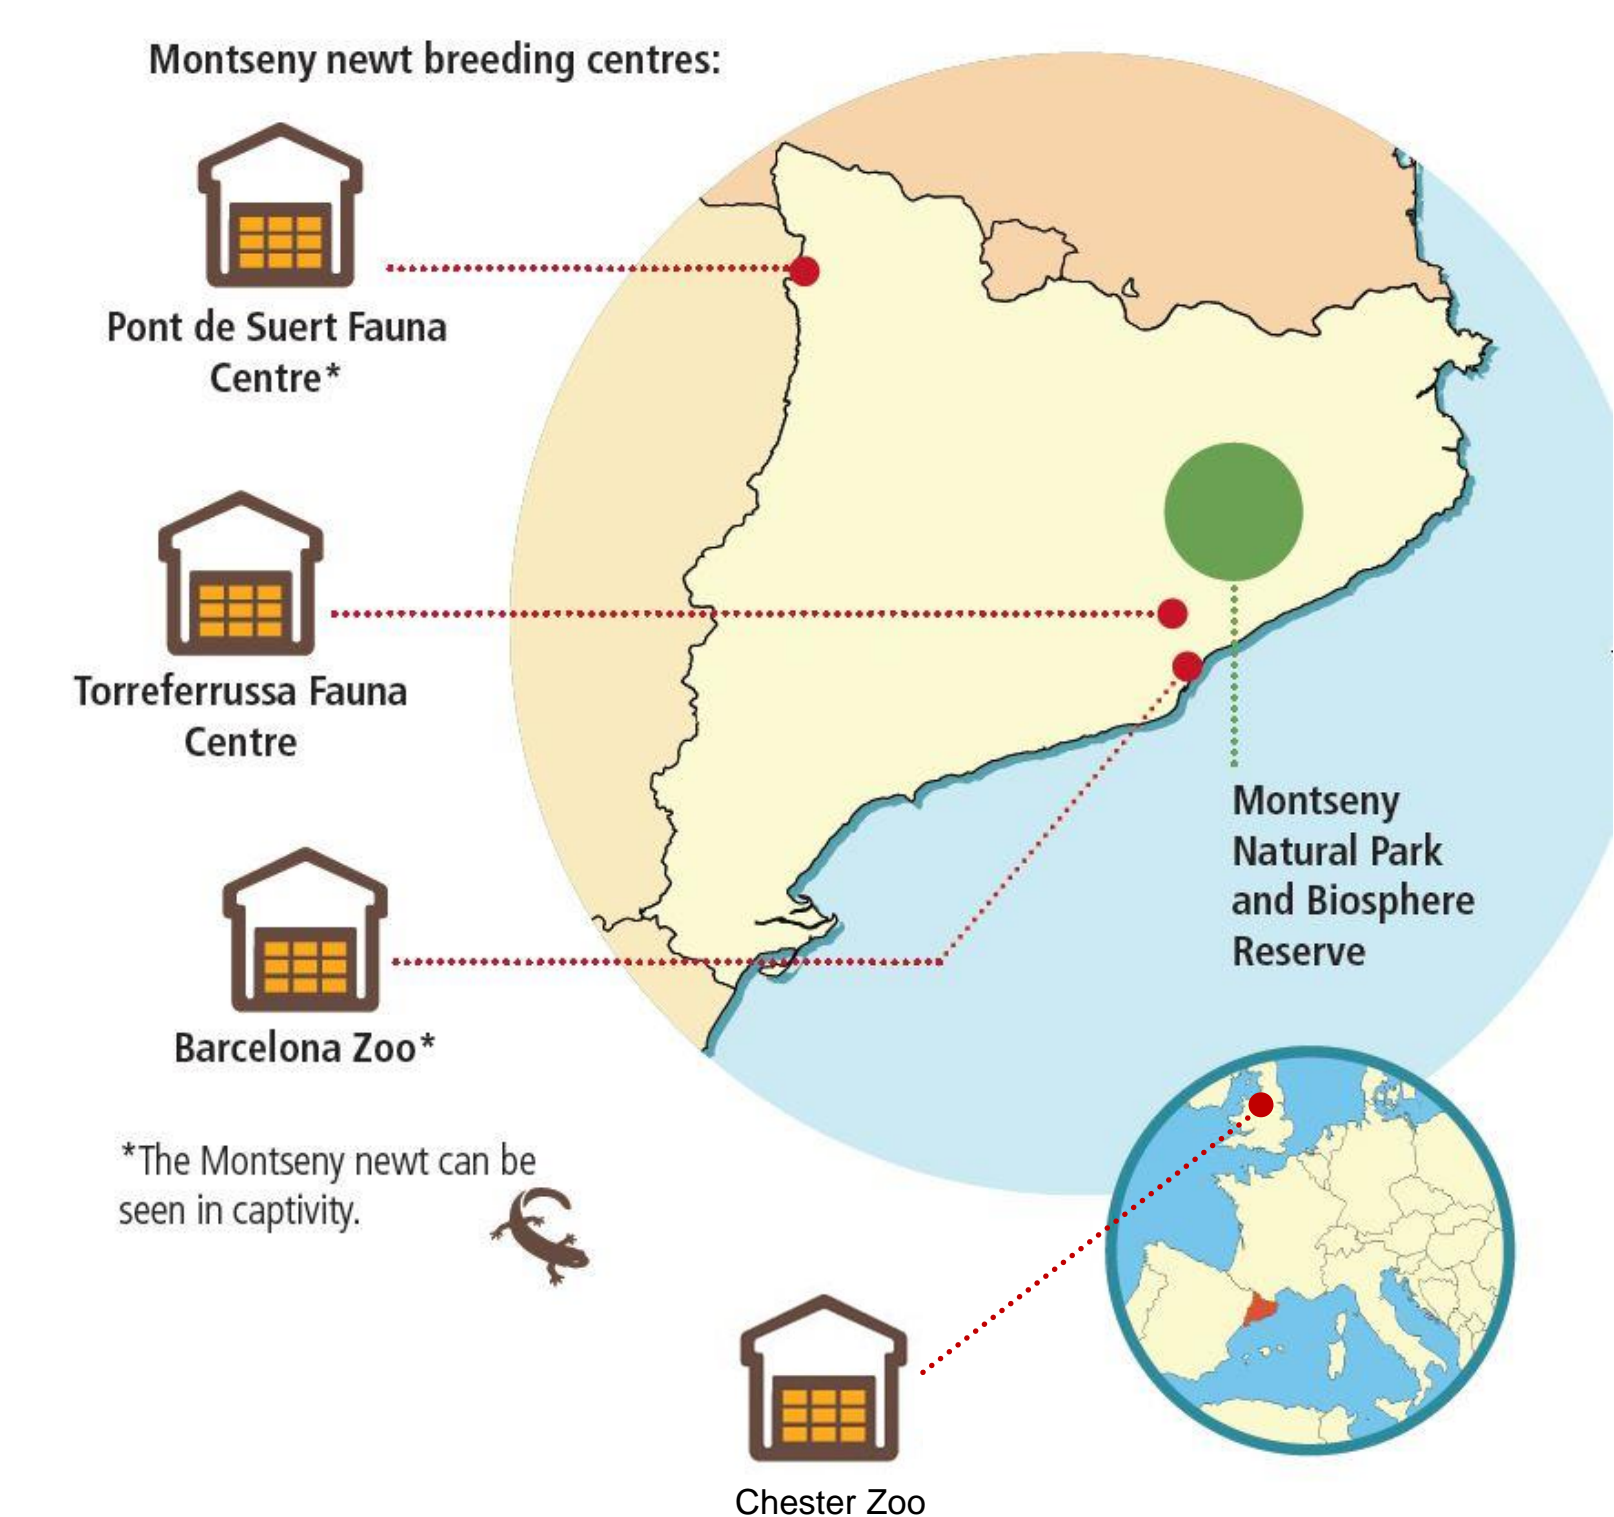 Montseny newt breeding centres:
Pont de Suert Fauna
Centre*
Torreferrussa Fauna
Centre
Barcelona Zoo*
Montseny
Natural Park
and Biosphere
Reserve
*The Montseny newt can be
seen in captivity.
Chester Zoo